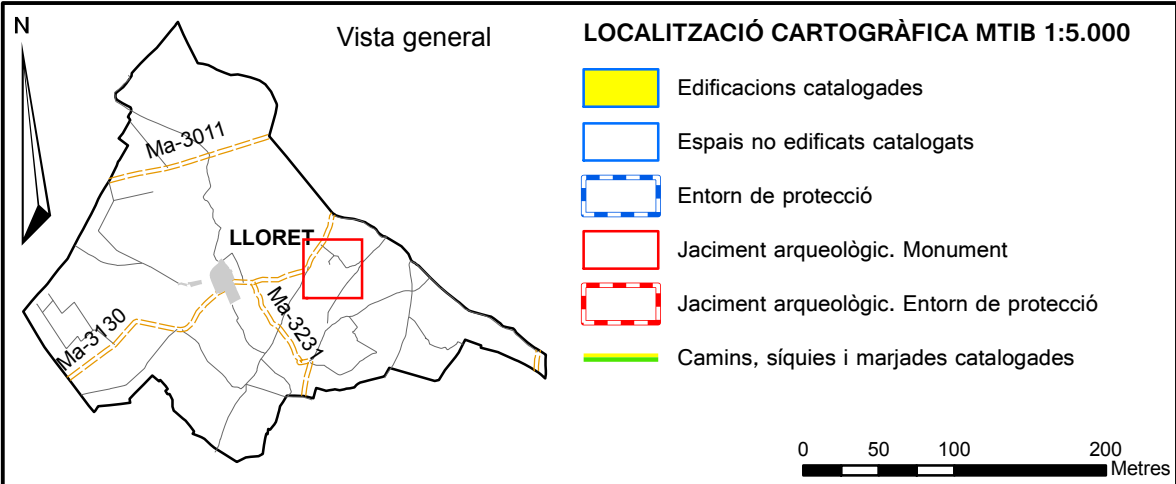 N
Vista general
Ma-3011
LLORET
Ma-3231
Ma-3130
LOCALITZACIÓ CARTOGRÀFICA MTIB 1:5.000
Edificacions catalogades
Espais no edificats catalogats
Entorn de protecció
Jaciment arqueològic. Monument
Jaciment arqueològic. Entorn de protecció
Camins, síquies i marjades catalogades
0 50 100 200
Metres